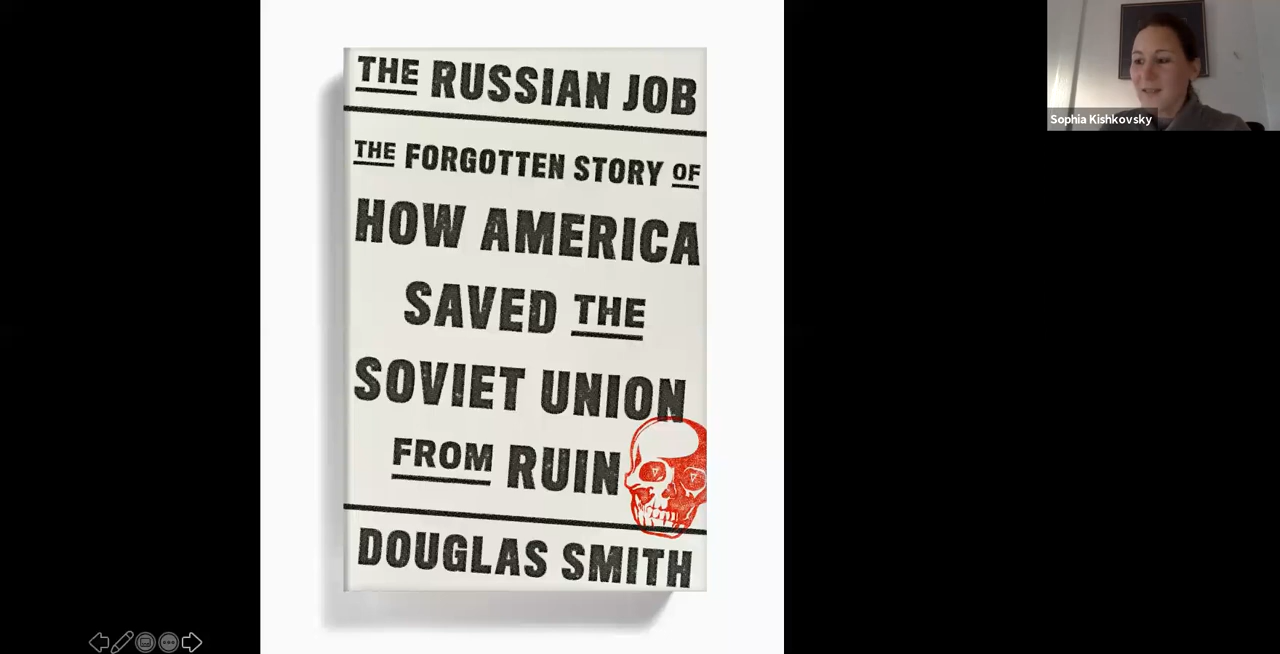 THE RUSSIAN JOB
THE FORGOTTEN STORY OF
HOW AMERICA
SAVED THE
SOVIET UNION
FROM RUIN
DOUGLAS SMITH
Sophia Kishkovsky